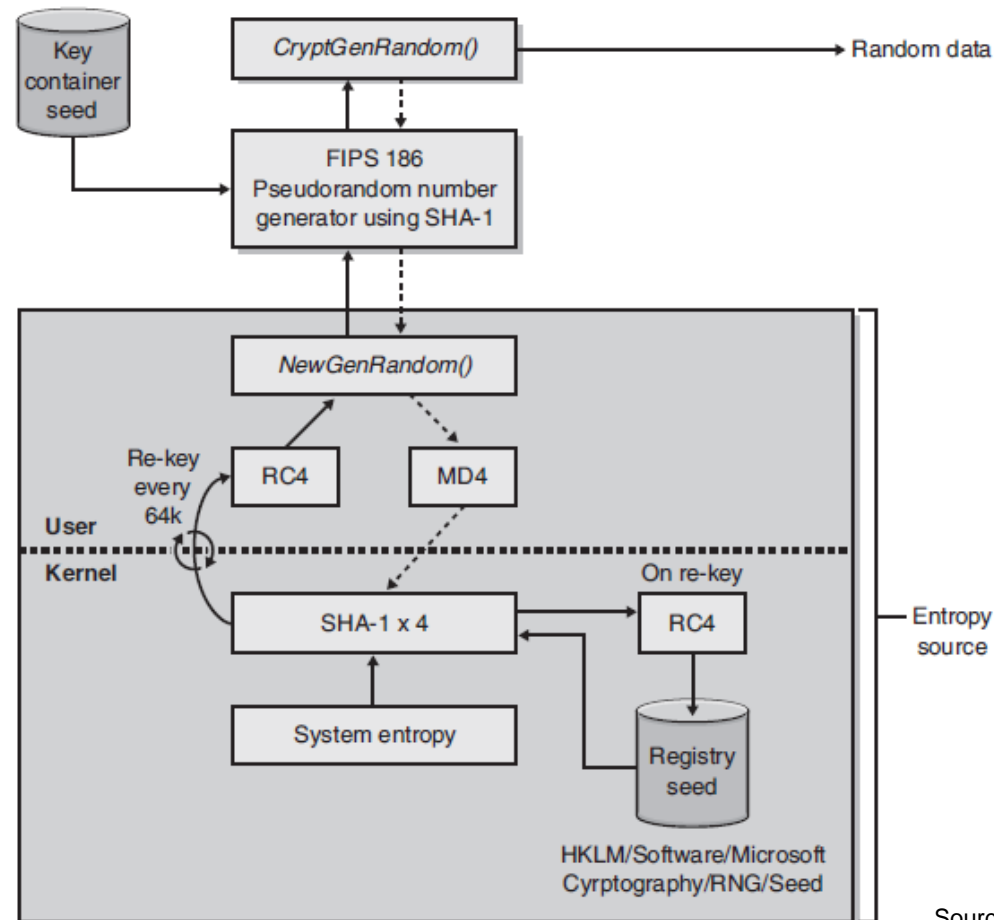 Key
container
seed
CryptGenRandom()
Random data
FIPS 186
Pseudorandom number
generator using SHA-1
NewGenRandom()
Re-key
every
64k
RC4
MD4
User
Kernel
On re-key
SHA-1 x 4
RC4
Entropy
source
System entropy
Registry
seed
HKLM/Software/Microsoft
Cyrptography/RNG/Seed